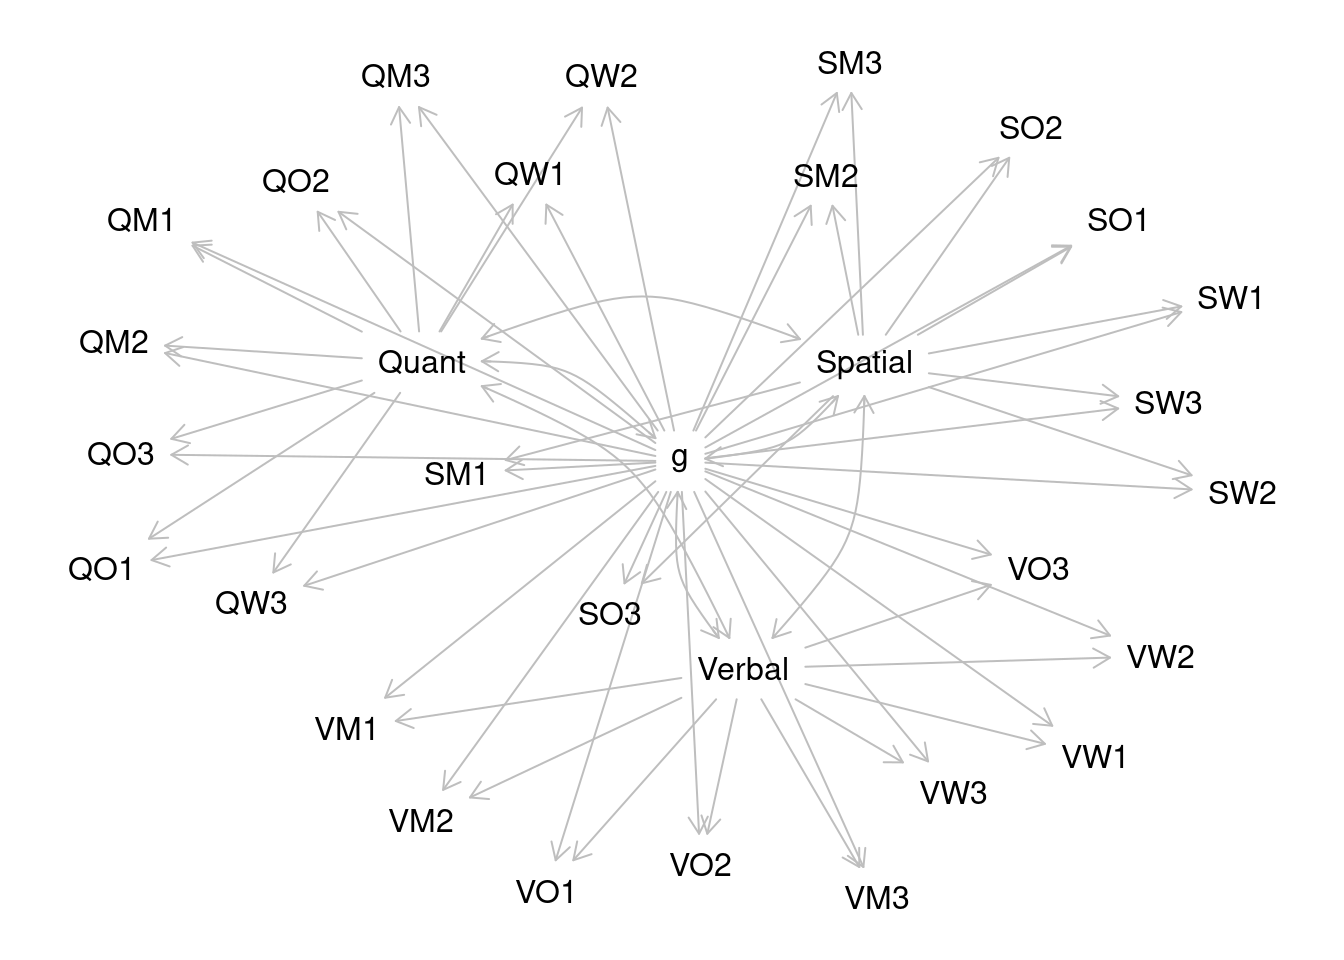 SM3
QM3
QW2
SO2
QW1
SM2
QO2
QM1
SO1
SW1
QM2
Quant
Spatial
SW3
QO3
g
SM1
SW2
QO1
VO3
QW3
SO3
VW2
Verbal
VM1
VW1
VW3
VM2
VO2
VO1
VM3